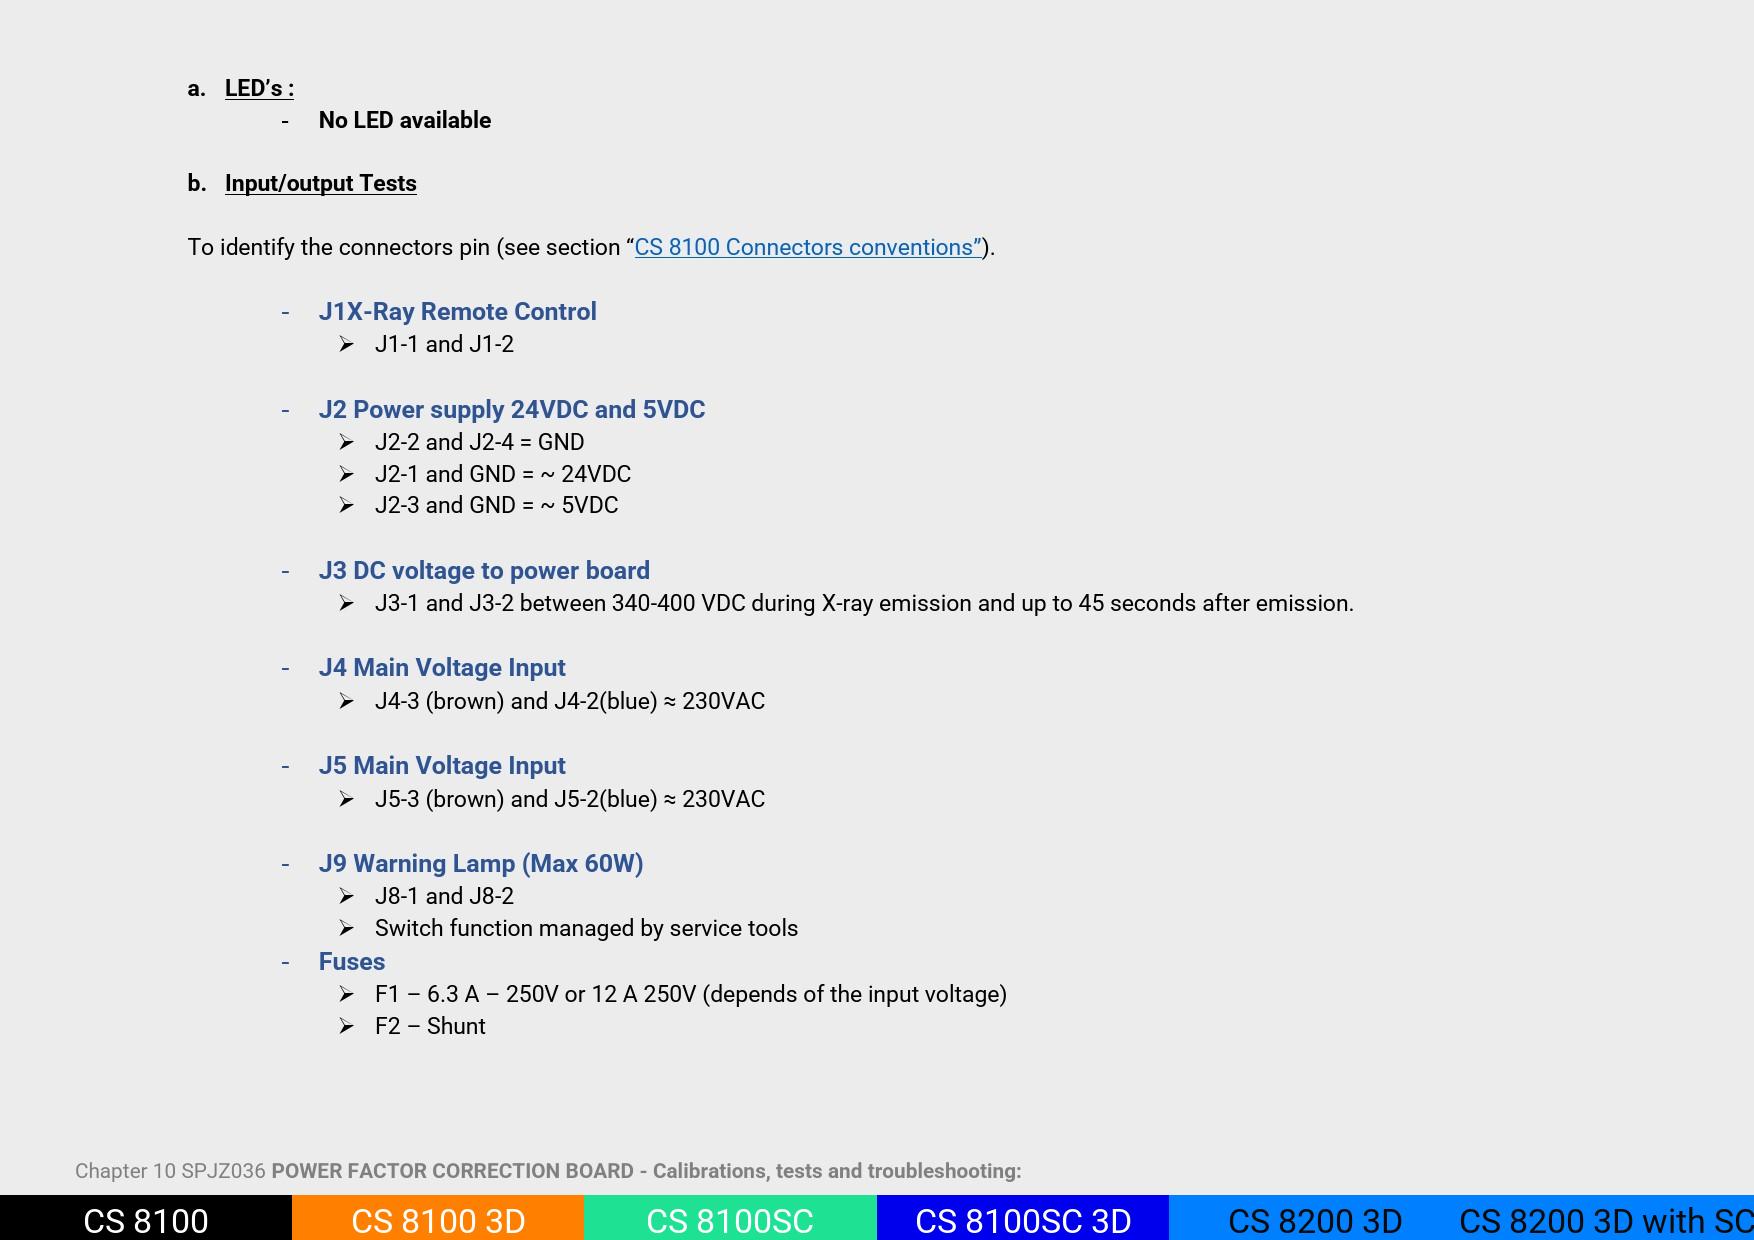 a. LED’s :
- No LED available
b. Input/output Tests
To identify the connectors pin (see section “CS 8100 Connectors conventions”).
- J1X-Ray Remote Control
➢ J1-1 and J1-2
- J2 Power supply 24VDC and 5VDC
➢ J2-2 and J2-4 = GND
➢ J2-1 and GND = ~ 24VDC
➢ J2-3 and GND = ~ 5VDC
- J3 DC voltage to power board
➢ J3-1 and J3-2 between 340-400 VDC during X-ray emission and up to 45 seconds after emission.
- J4 Main Voltage Input
➢ J4-3 (brown) and J4-2(blue) ≈ 230VAC
- J5 Main Voltage Input
➢ J5-3 (brown) and J5-2(blue) ≈ 230VAC
- J9 Warning Lamp (Max 60W)
➢ J8-1 and J8-2
➢ Switch function managed by service tools
- Fuses
➢ F1 – 6.3 A – 250V or 12 A 250V (depends of the input voltage)
➢ F2 – Shunt
Chapter 10 SPJZ036 POWER FACTOR CORRECTION BOARD - Calibrations, tests and troubleshooting:
CS 8100 CS 8100 3D CS 8100SC CS 8100SC 3D CS 8200 3D CS 8200 3D with SC